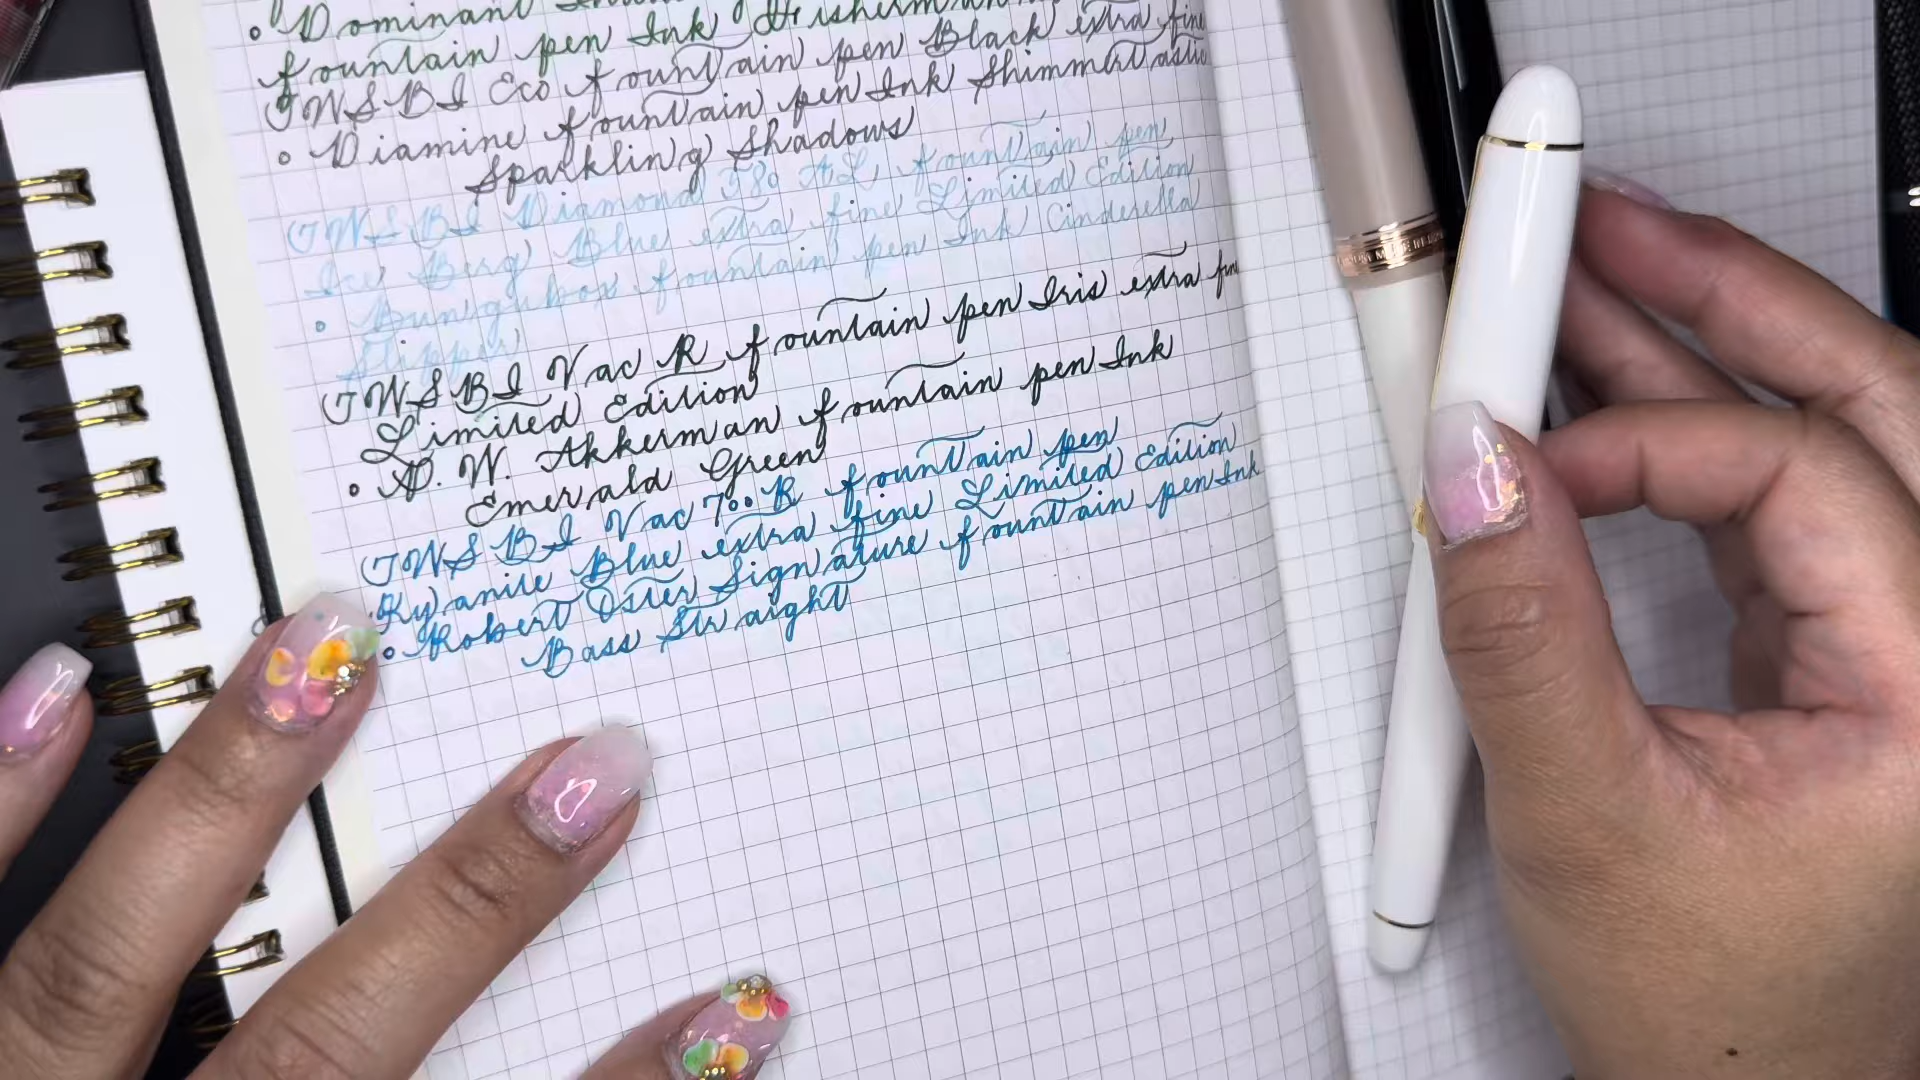 • Dominant
fountain pen Ink
TWSBI Eco fountain pen Black extra fine
• Diamine fountain pen Ink Shimmertastic
Sparkling Shadows
TWSBI Diamond 580 AL fountain pen
Ice Berg Blue extra fine Limited Edition
• Bungubox fountain pen Ink Cinderella
Slipper
TWSBI Vac R fountain pen Iris extra fine
Limited Edition
• P. W. Akkerman fountain pen Ink
Emerald Green
TWSBI Vac 700 R fountain pen
Kyanite Blue extra fine Limited Edition
• Robert Oster Signature fountain pen Ink
Bass Straight